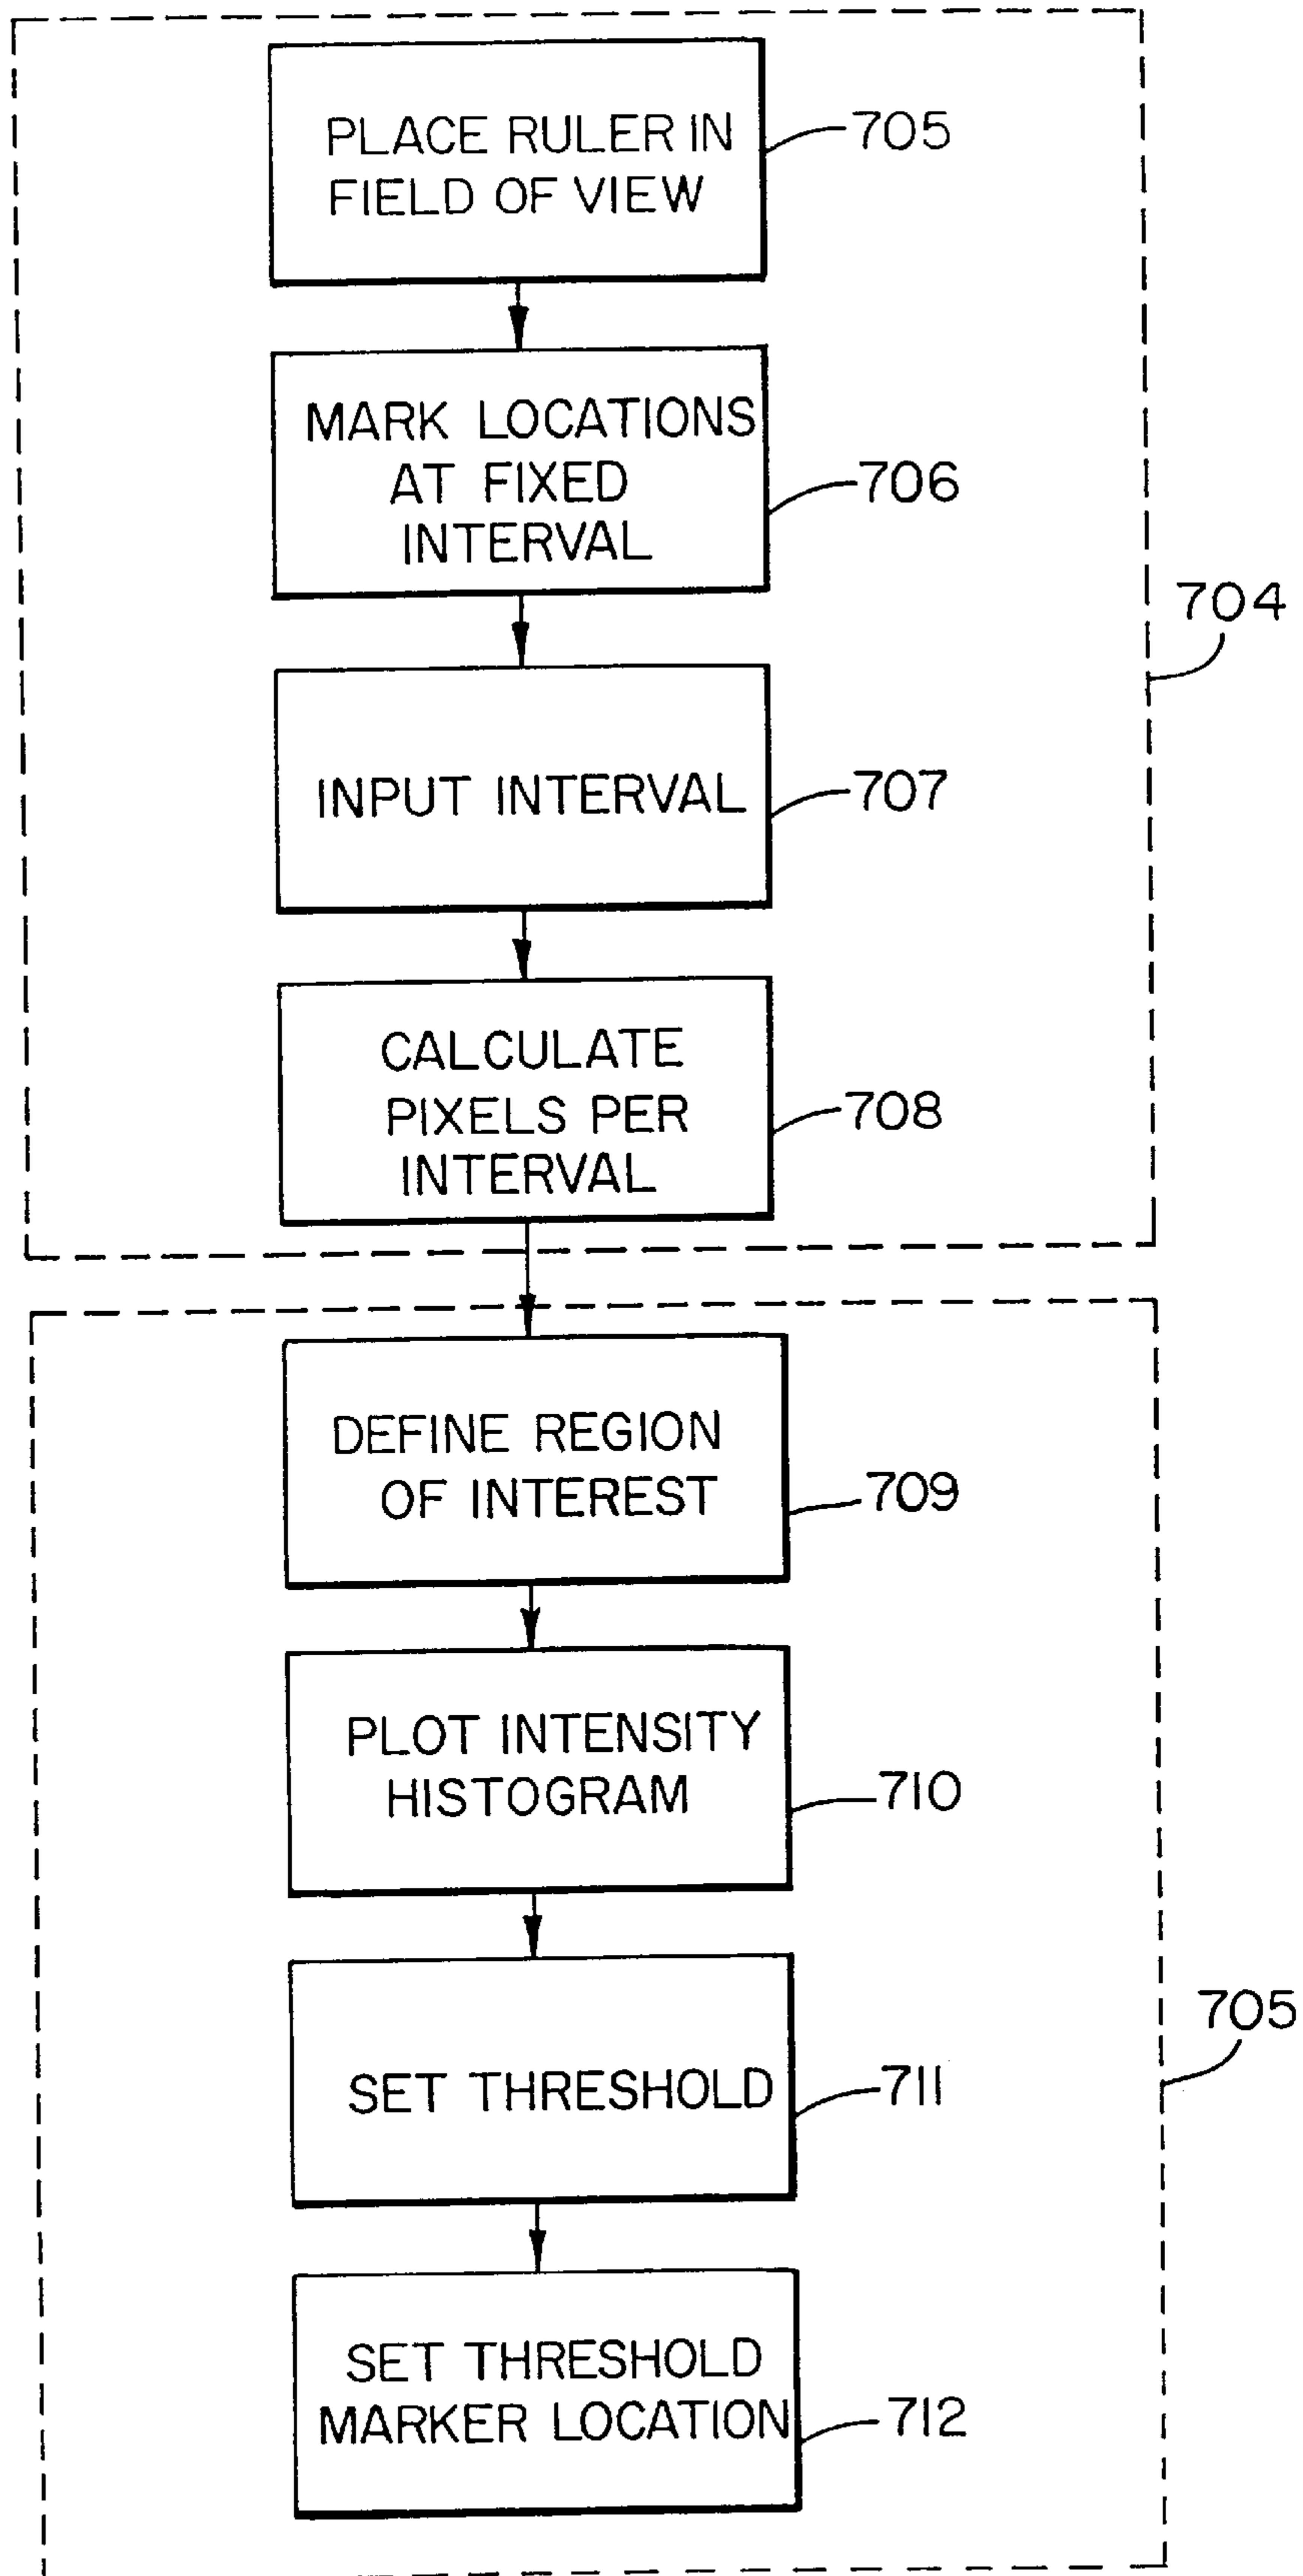 PLACE RULER IN
FIELD OF VIEW
705
MARK LOCATIONS
AT FIXED
INTERVAL
706
704
INPUT INTERVAL
707
CALCULATE
PIXELS PER
INTERVAL
708
DEFINE REGION
OF INTEREST
709
PLOT INTENSITY
HISTOGRAM
710
705
SET THRESHOLD
711
SET THRESHOLD
MARKER LOCATION
712